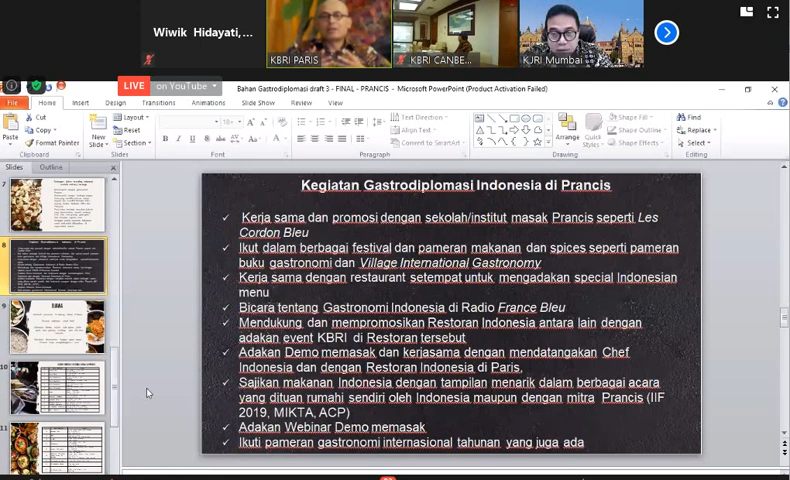 Wiwik Hidayati,...
KBRI PARIS
KBRI CANBE...
KJRI Mumbai
LIVE on YouTube
Bahan Gastrodiplomasi draft 3 - FINAL - PRANCIS - Microsoft PowerPoint (Product Activation Failed)
File Home Insert Design Transitions Animations Slide Show Review View
Paste
Cut
Copy
Format Painter
Clipboard
New Slide
Layout
Reset
Section
Slides
Font
Text Direction
Align Text
Convert to SmartArt
Paragraph
Arrange
Quick Styles
Shape Fill
Shape Outline
Shape Effects
Drawing
Find
Replace
Select
Editing
Slides Outline
7
8
9
10
11
Kegiatan Gastrodiplomasi Indonesia di Prancis
✓ Kerja sama dan promosi dengan sekolah/institut masak Prancis seperti Les
Cordon Bleu
✓ Ikut dalam berbagai festival dan pameran makanan dan spices seperti pameran
buku gastronomi dan Village International Gastronomy
✓ Kerja sama dengan restaurant setempat untuk mengadakan special Indonesian
menu
✓ Bicara tentang Gastronomi Indonesia di Radio France Bleu
✓ Mendukung dan mempromosikan Restoran Indonesia antara lain dengan
adakan event KBRI di Restoran tersebut
✓ Adakan Demo memasak dan kerjasama dengan mendatangakan Chef
Indonesia dan dengan Restoran Indonesia di Paris.
✓ Sajikan makanan Indonesia dengan tampilan menarik dalam berbagai acara
yang dituan rumahi sendiri oleh Indonesia maupun dengan mitra Prancis (IIF
2019, MIKTA, ACP)
✓ Adakan Webinar Demo memasak
✓ Ikuti pameran gastronomi internasional tahunan yang juga ada